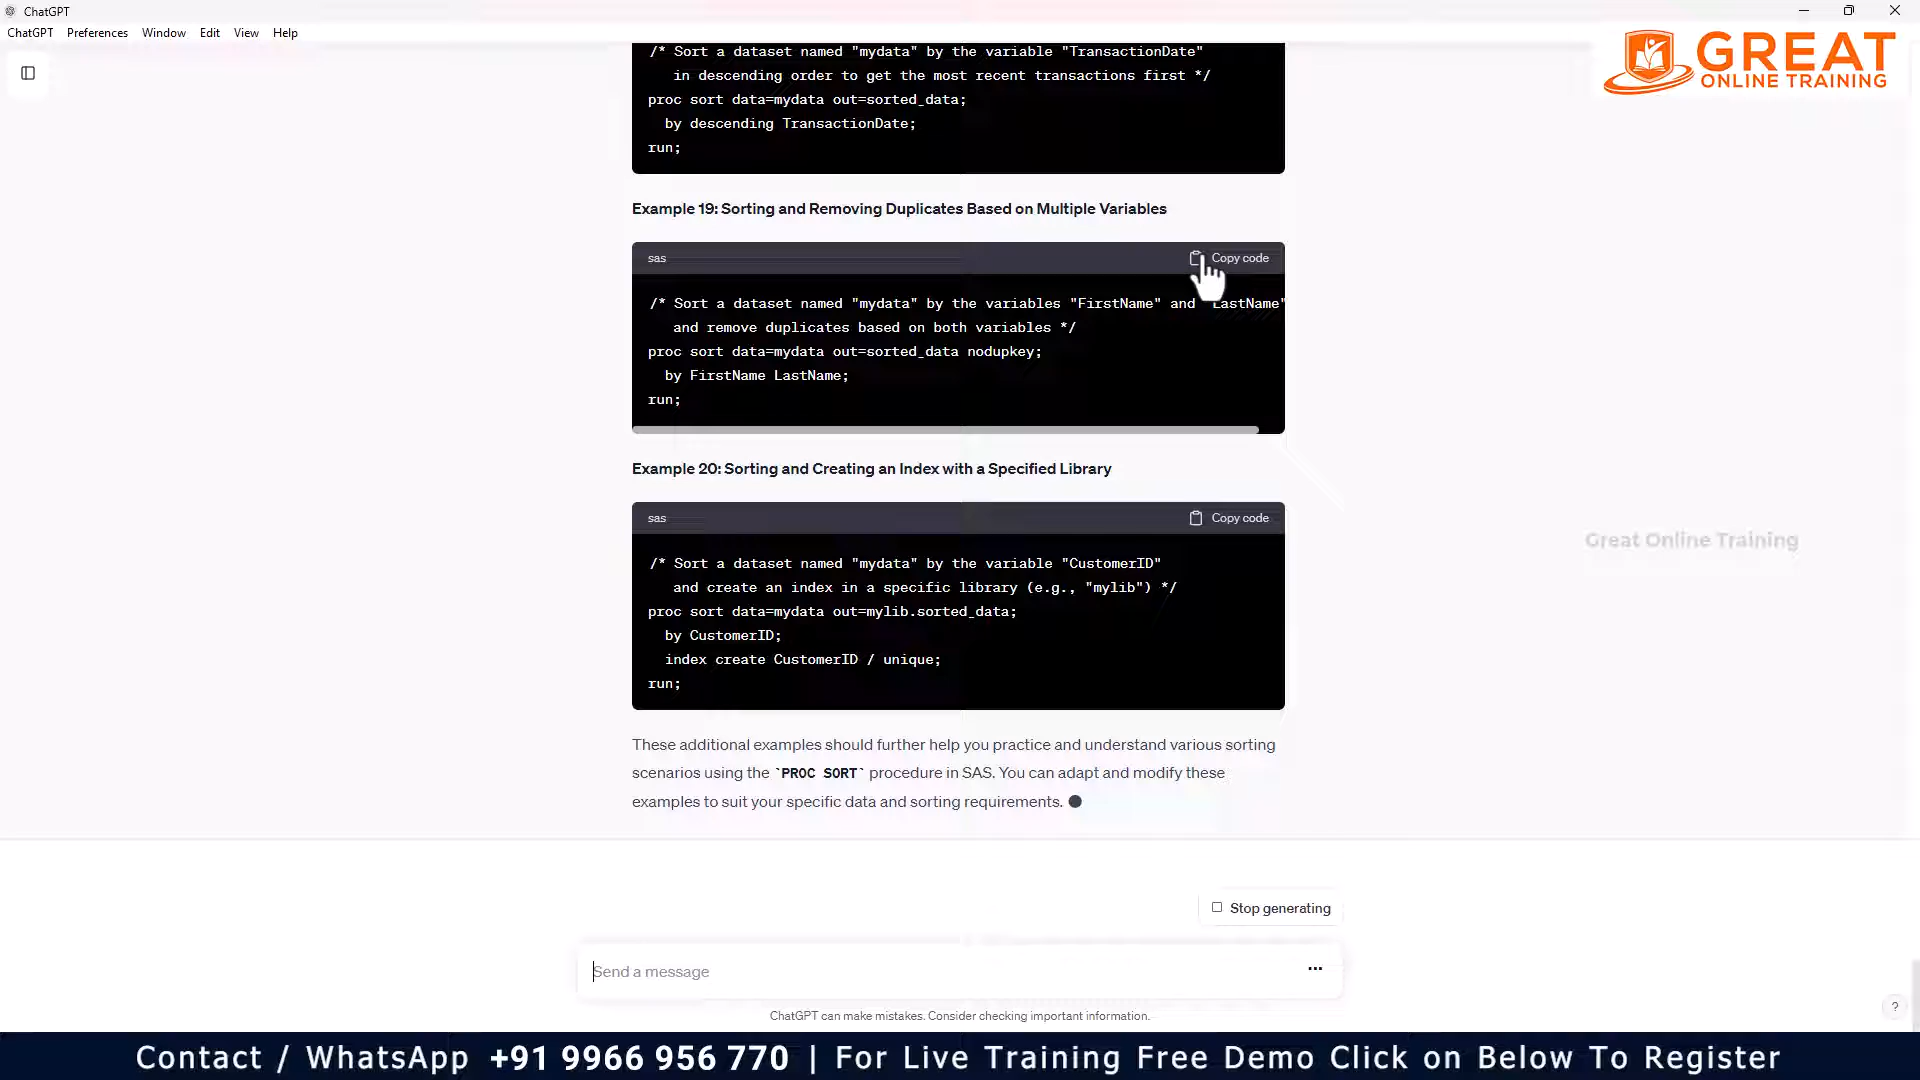 ChatGPT
ChatGPT Preferences Window Edit View Help
GREAT
ONLINE TRAINING
/* Sort a dataset named "mydata" by the variable "TransactionDate"
in descending order to get the most recent transactions first */
proc sort data=mydata out=sorted_data;
by descending TransactionDate;
run;
Example 19: Sorting and Removing Duplicates Based on Multiple Variables
sas Copy code
/* Sort a dataset named "mydata" by the variables "FirstName" and "LastName"
and remove duplicates based on both variables */
proc sort data=mydata out=sorted_data nodupkey;
by FirstName LastName;
run;
Example 20: Sorting and Creating an Index with a Specified Library
sas Copy code
Great Online Training
/* Sort a dataset named "mydata" by the variable "CustomerID"
and create an index in a specific library (e.g., "mylib") */
proc sort data=mydata out=mylib.sorted_data;
by CustomerID;
index create CustomerID / unique;
run;
These additional examples should further help you practice and understand various sorting
scenarios using the `PROC SORT` procedure in SAS. You can adapt and modify these
examples to suit your specific data and sorting requirements.
Stop generating
Send a message
ChatGPT can make mistakes. Consider checking important information.
?
Contact / WhatsApp +91 9966 956 770 | For Live Training Free Demo Click on Below To Register